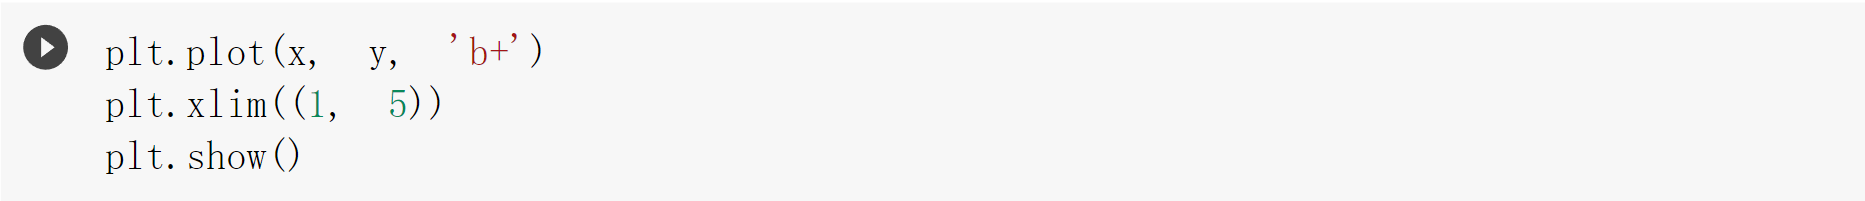 plt.plot(x, y, 'b+')
plt.xlim((1, 5))
plt.show()